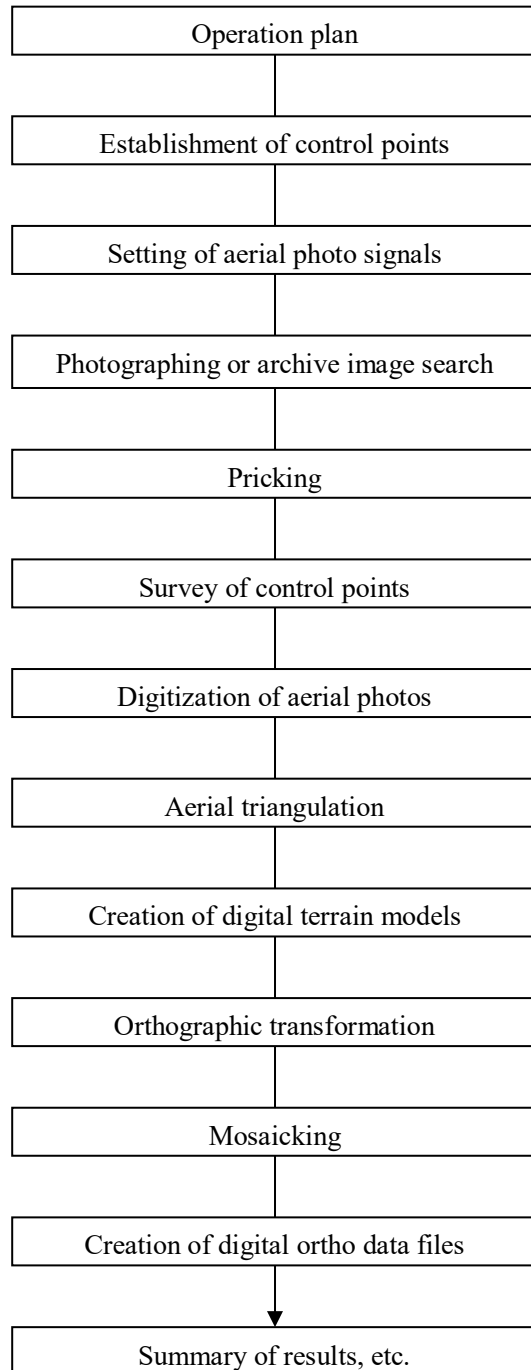 Operation plan
Establishment of control points
Setting of aerial photo signals
Photographing or archive image search
Pricking
Survey of control points
Digitization of aerial photos
Aerial triangulation
Creation of digital terrain models
Orthographic transformation
Mosaicking
Creation of digital ortho data files
Summary of results, etc.